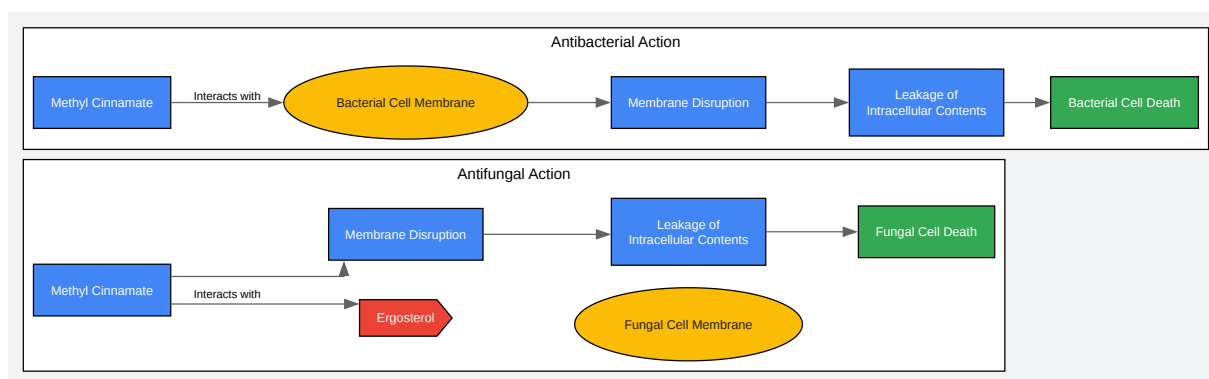 Antibacterial Action
Methyl Cinnamate
Interacts with
Bacterial Cell Membrane
Membrane Disruption
Leakage of
Intracellular Contents
Bacterial Cell Death
Antifungal Action
Methyl Cinnamate
Interacts with
Membrane Disruption
Ergosterol
Leakage of
Intracellular Contents
Fungal Cell Membrane
Fungal Cell Death